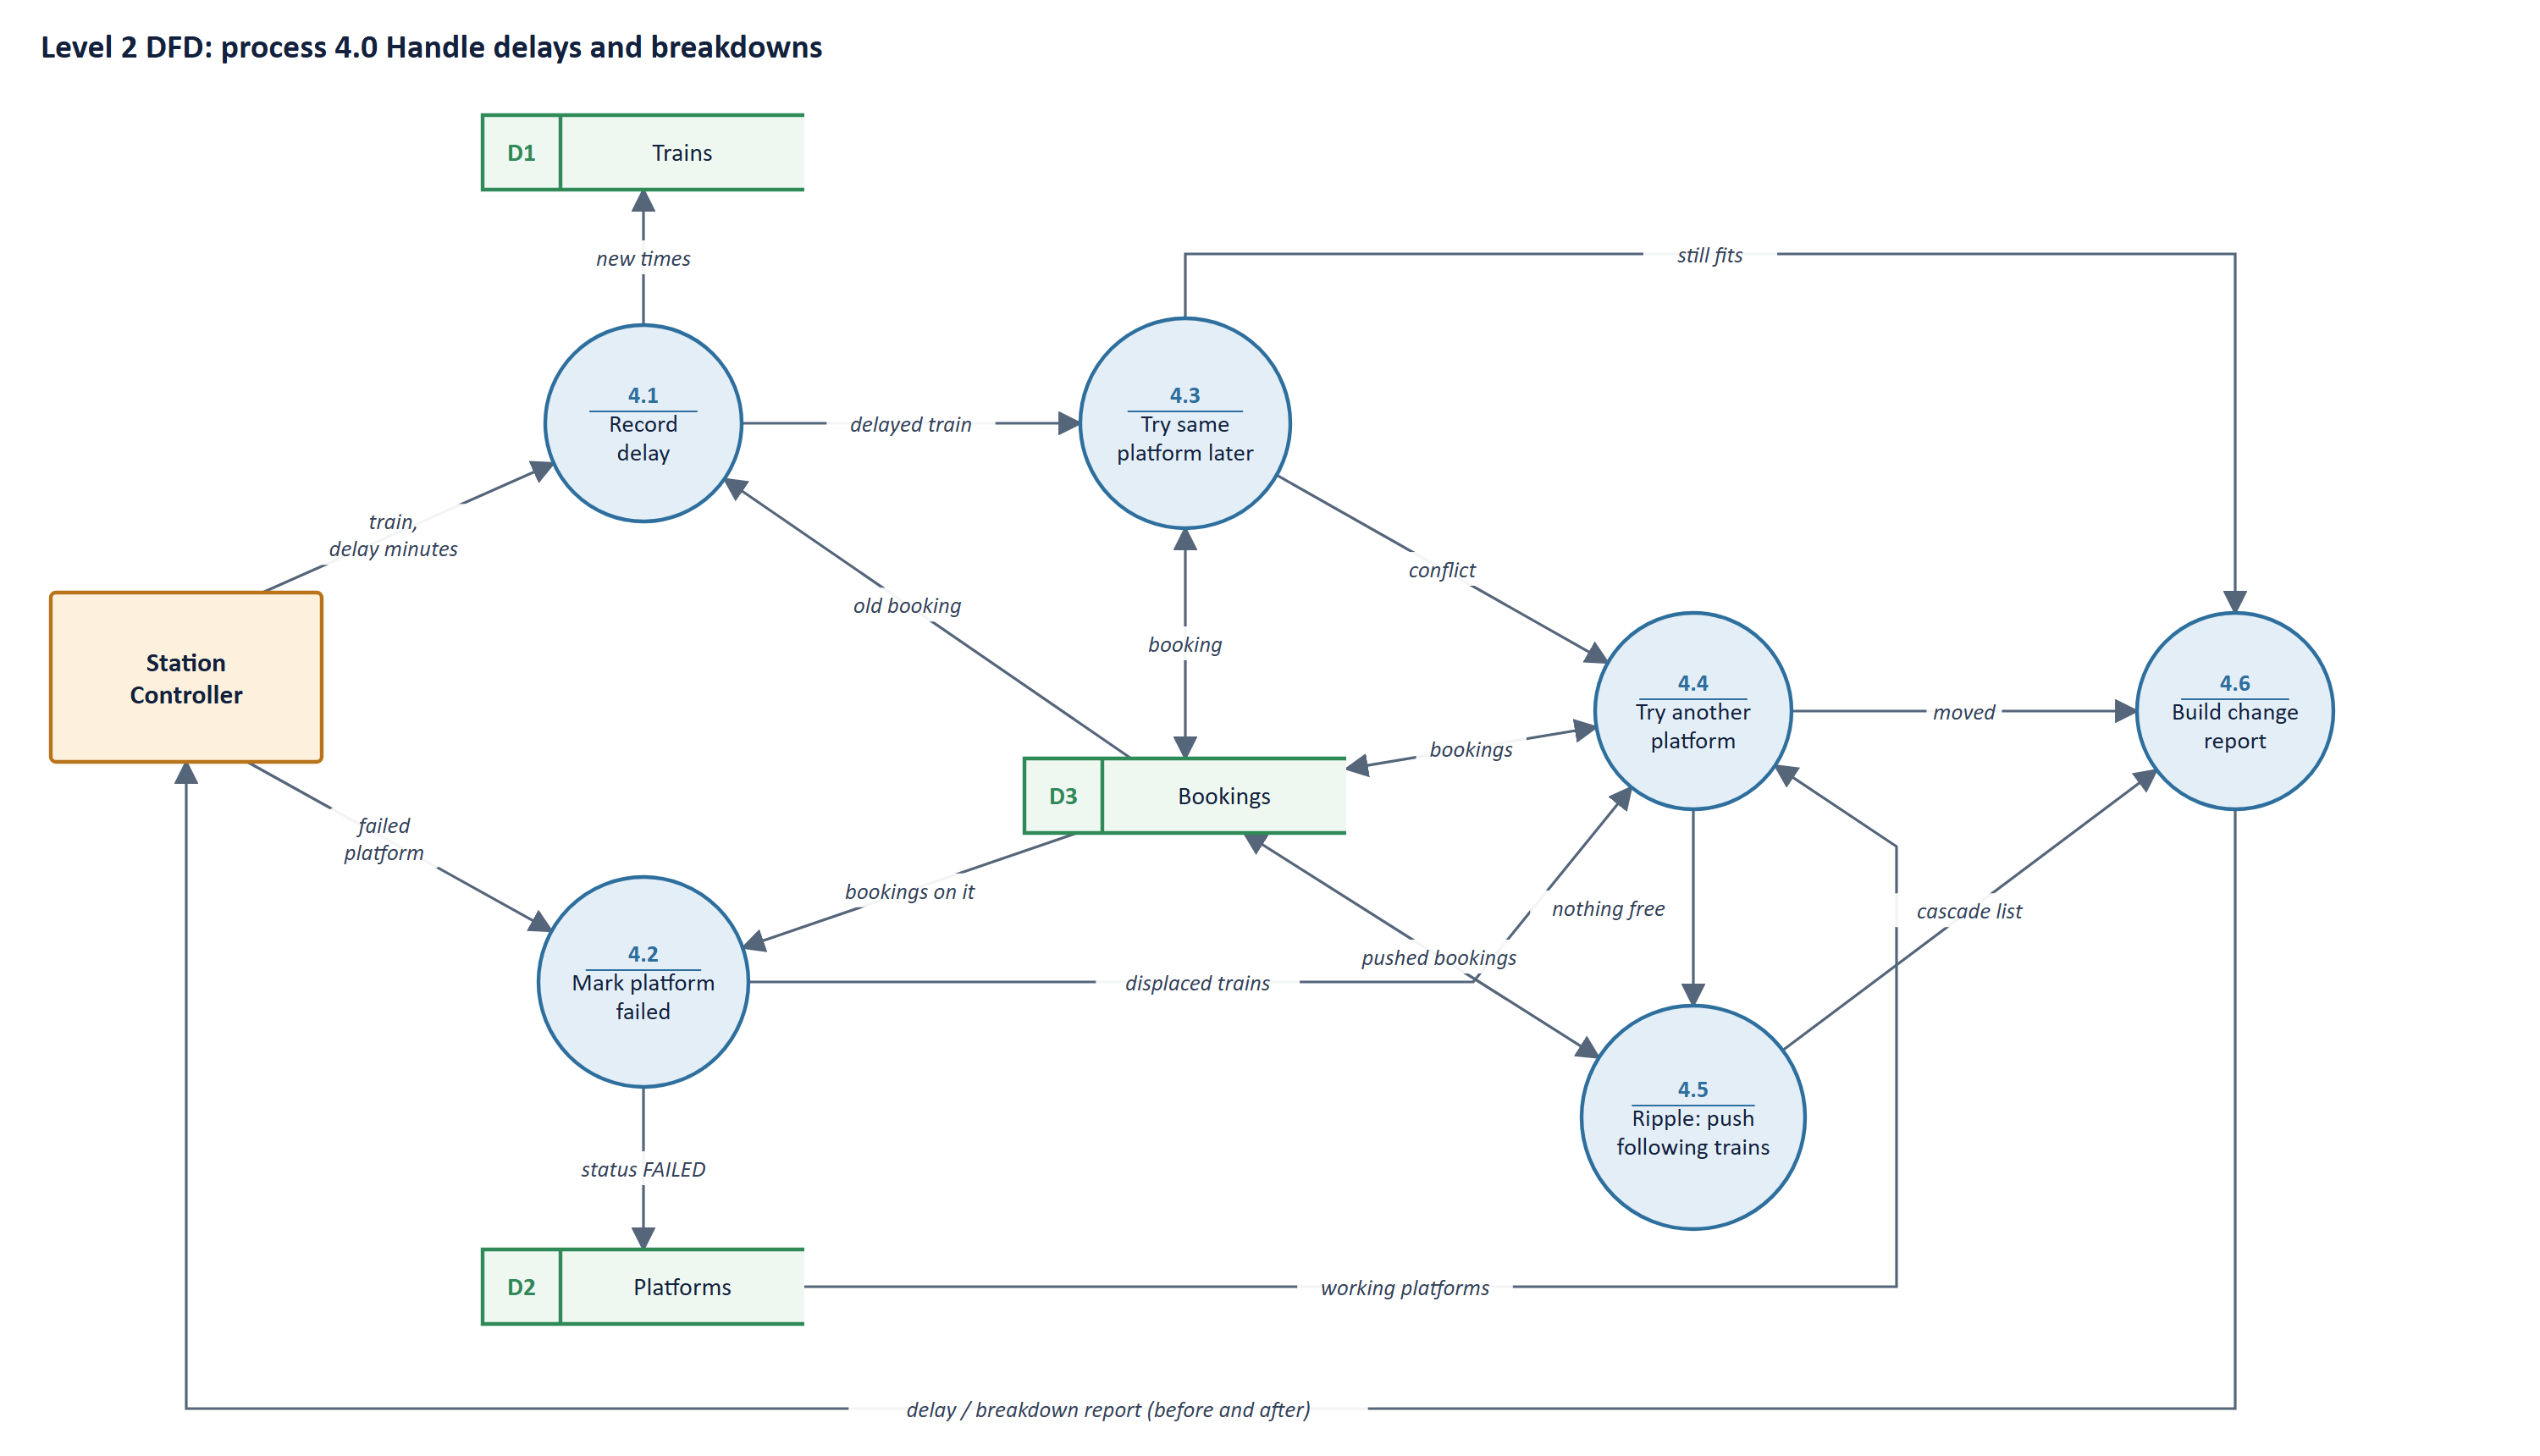 Level 2 DFD: process 4.0 Handle delays and breakdowns
D1
Trains
new times
still fits
4.1
Record
delay
delayed train
4.3
Try same
platform later
train,
delay minutes
conflict
old booking
booking
Station
Controller
4.4
Try another
platform
moved
4.6
Build change
report
bookings
D3
Bookings
failed
platform
bookings on it
nothing free
cascade list
4.2
Mark platform
failed
pushed bookings
displaced trains
4.5
Ripple: push
following trains
status FAILED
D2
Platforms
working platforms
delay / breakdown report (before and after)